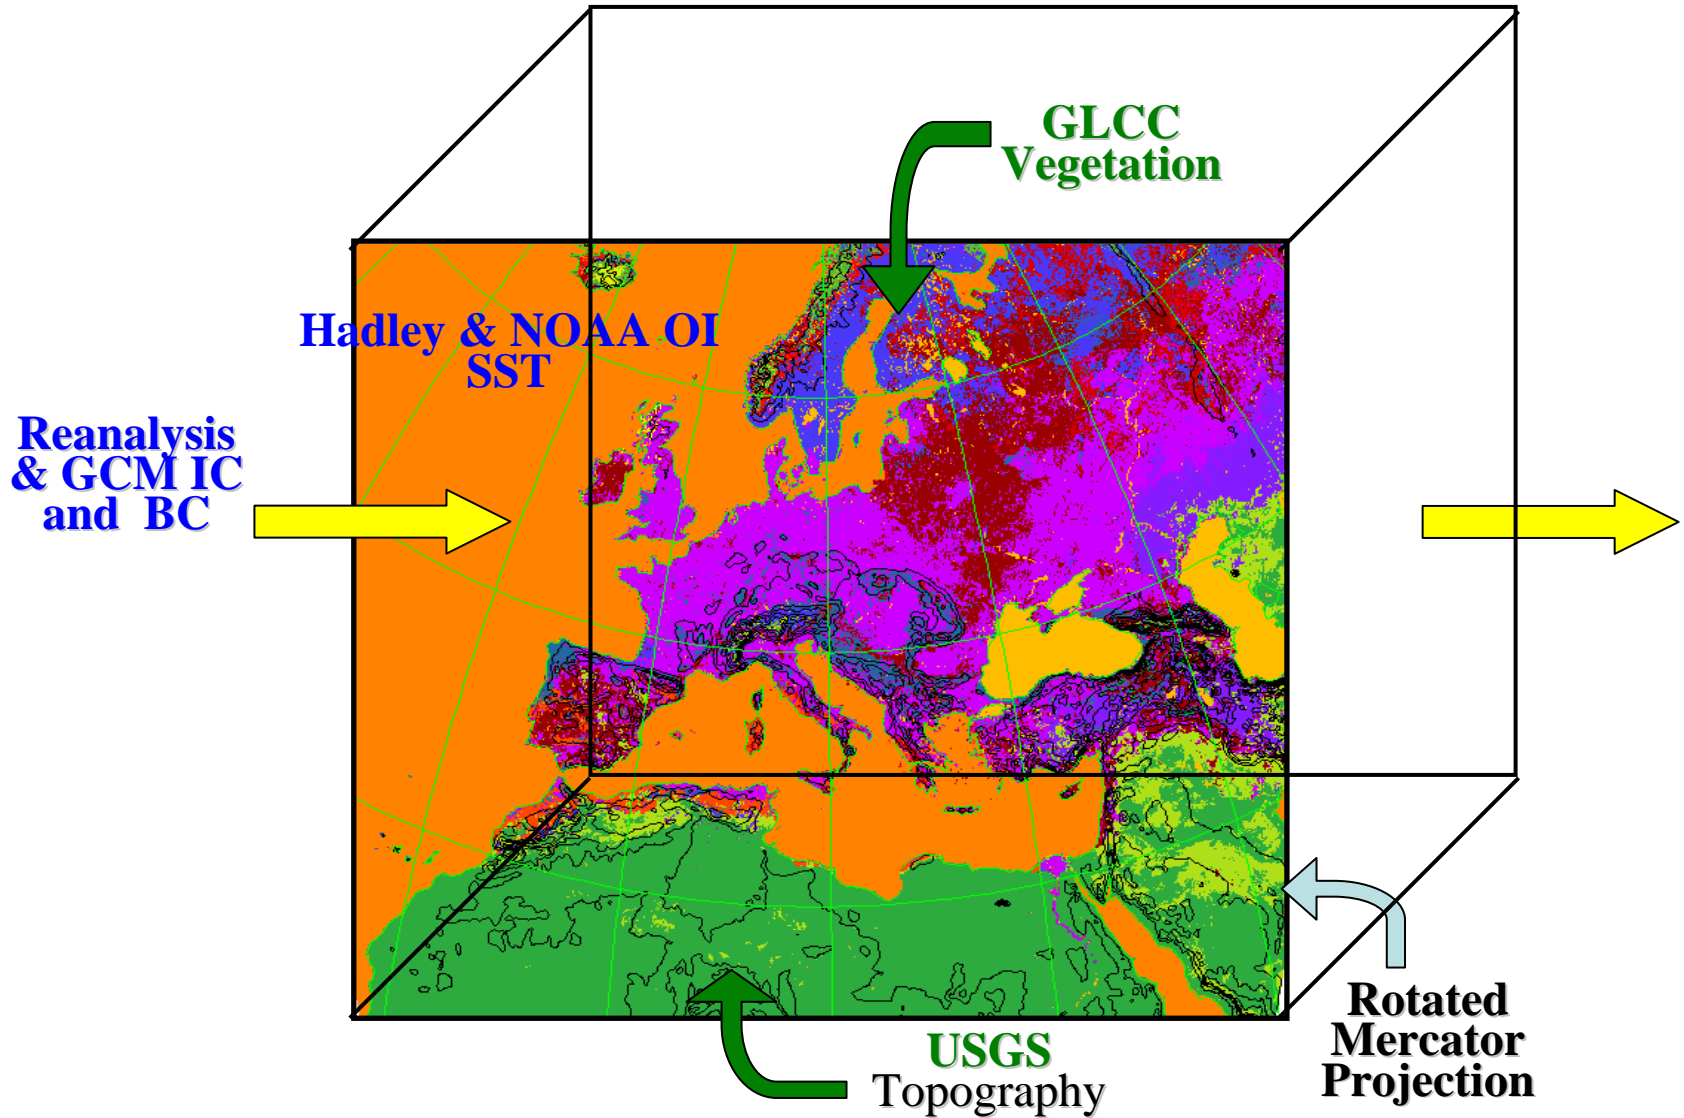 GLCC
Vegetation
Hadley & NOAA OI
SST
Reanalysis
& GCM IC
and BC
Rotated
Mercator
Projection
USGS
Topography